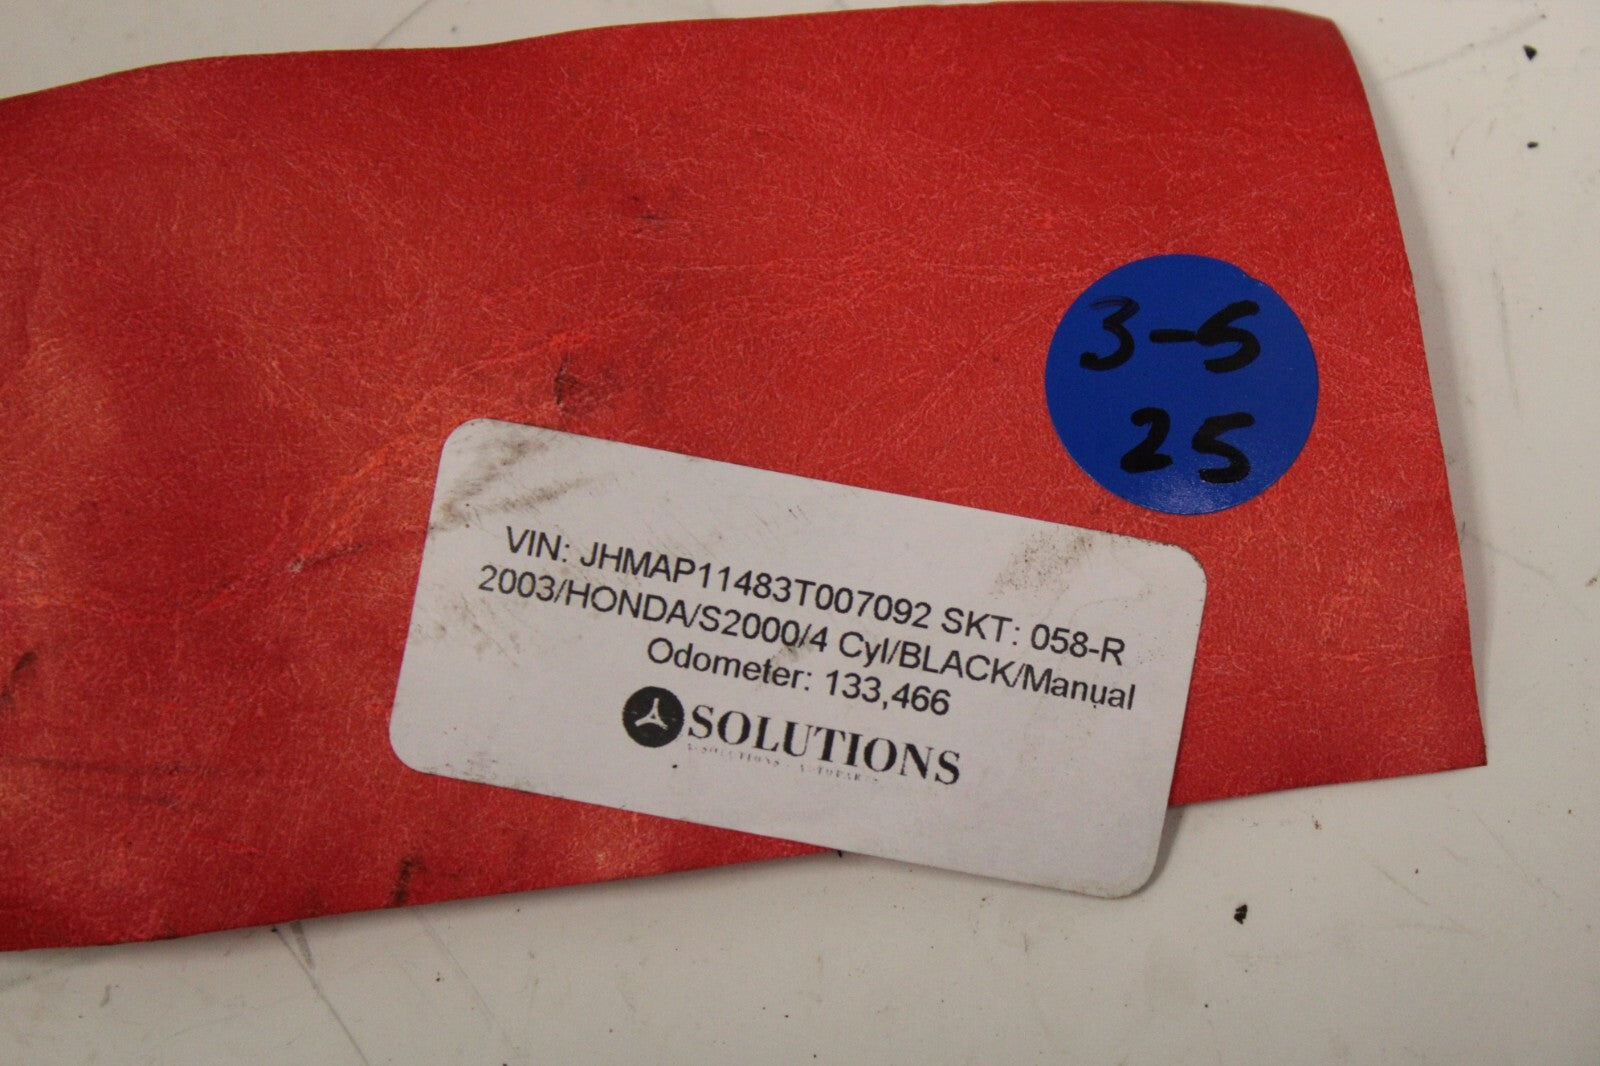 3-5
25
VIN: JHMAP11483T007092 SKT: 058-R
2003/HONDA/S2000/4 Cyl/BLACK/Manual
Odometer: 133,466
SOLUTIONS